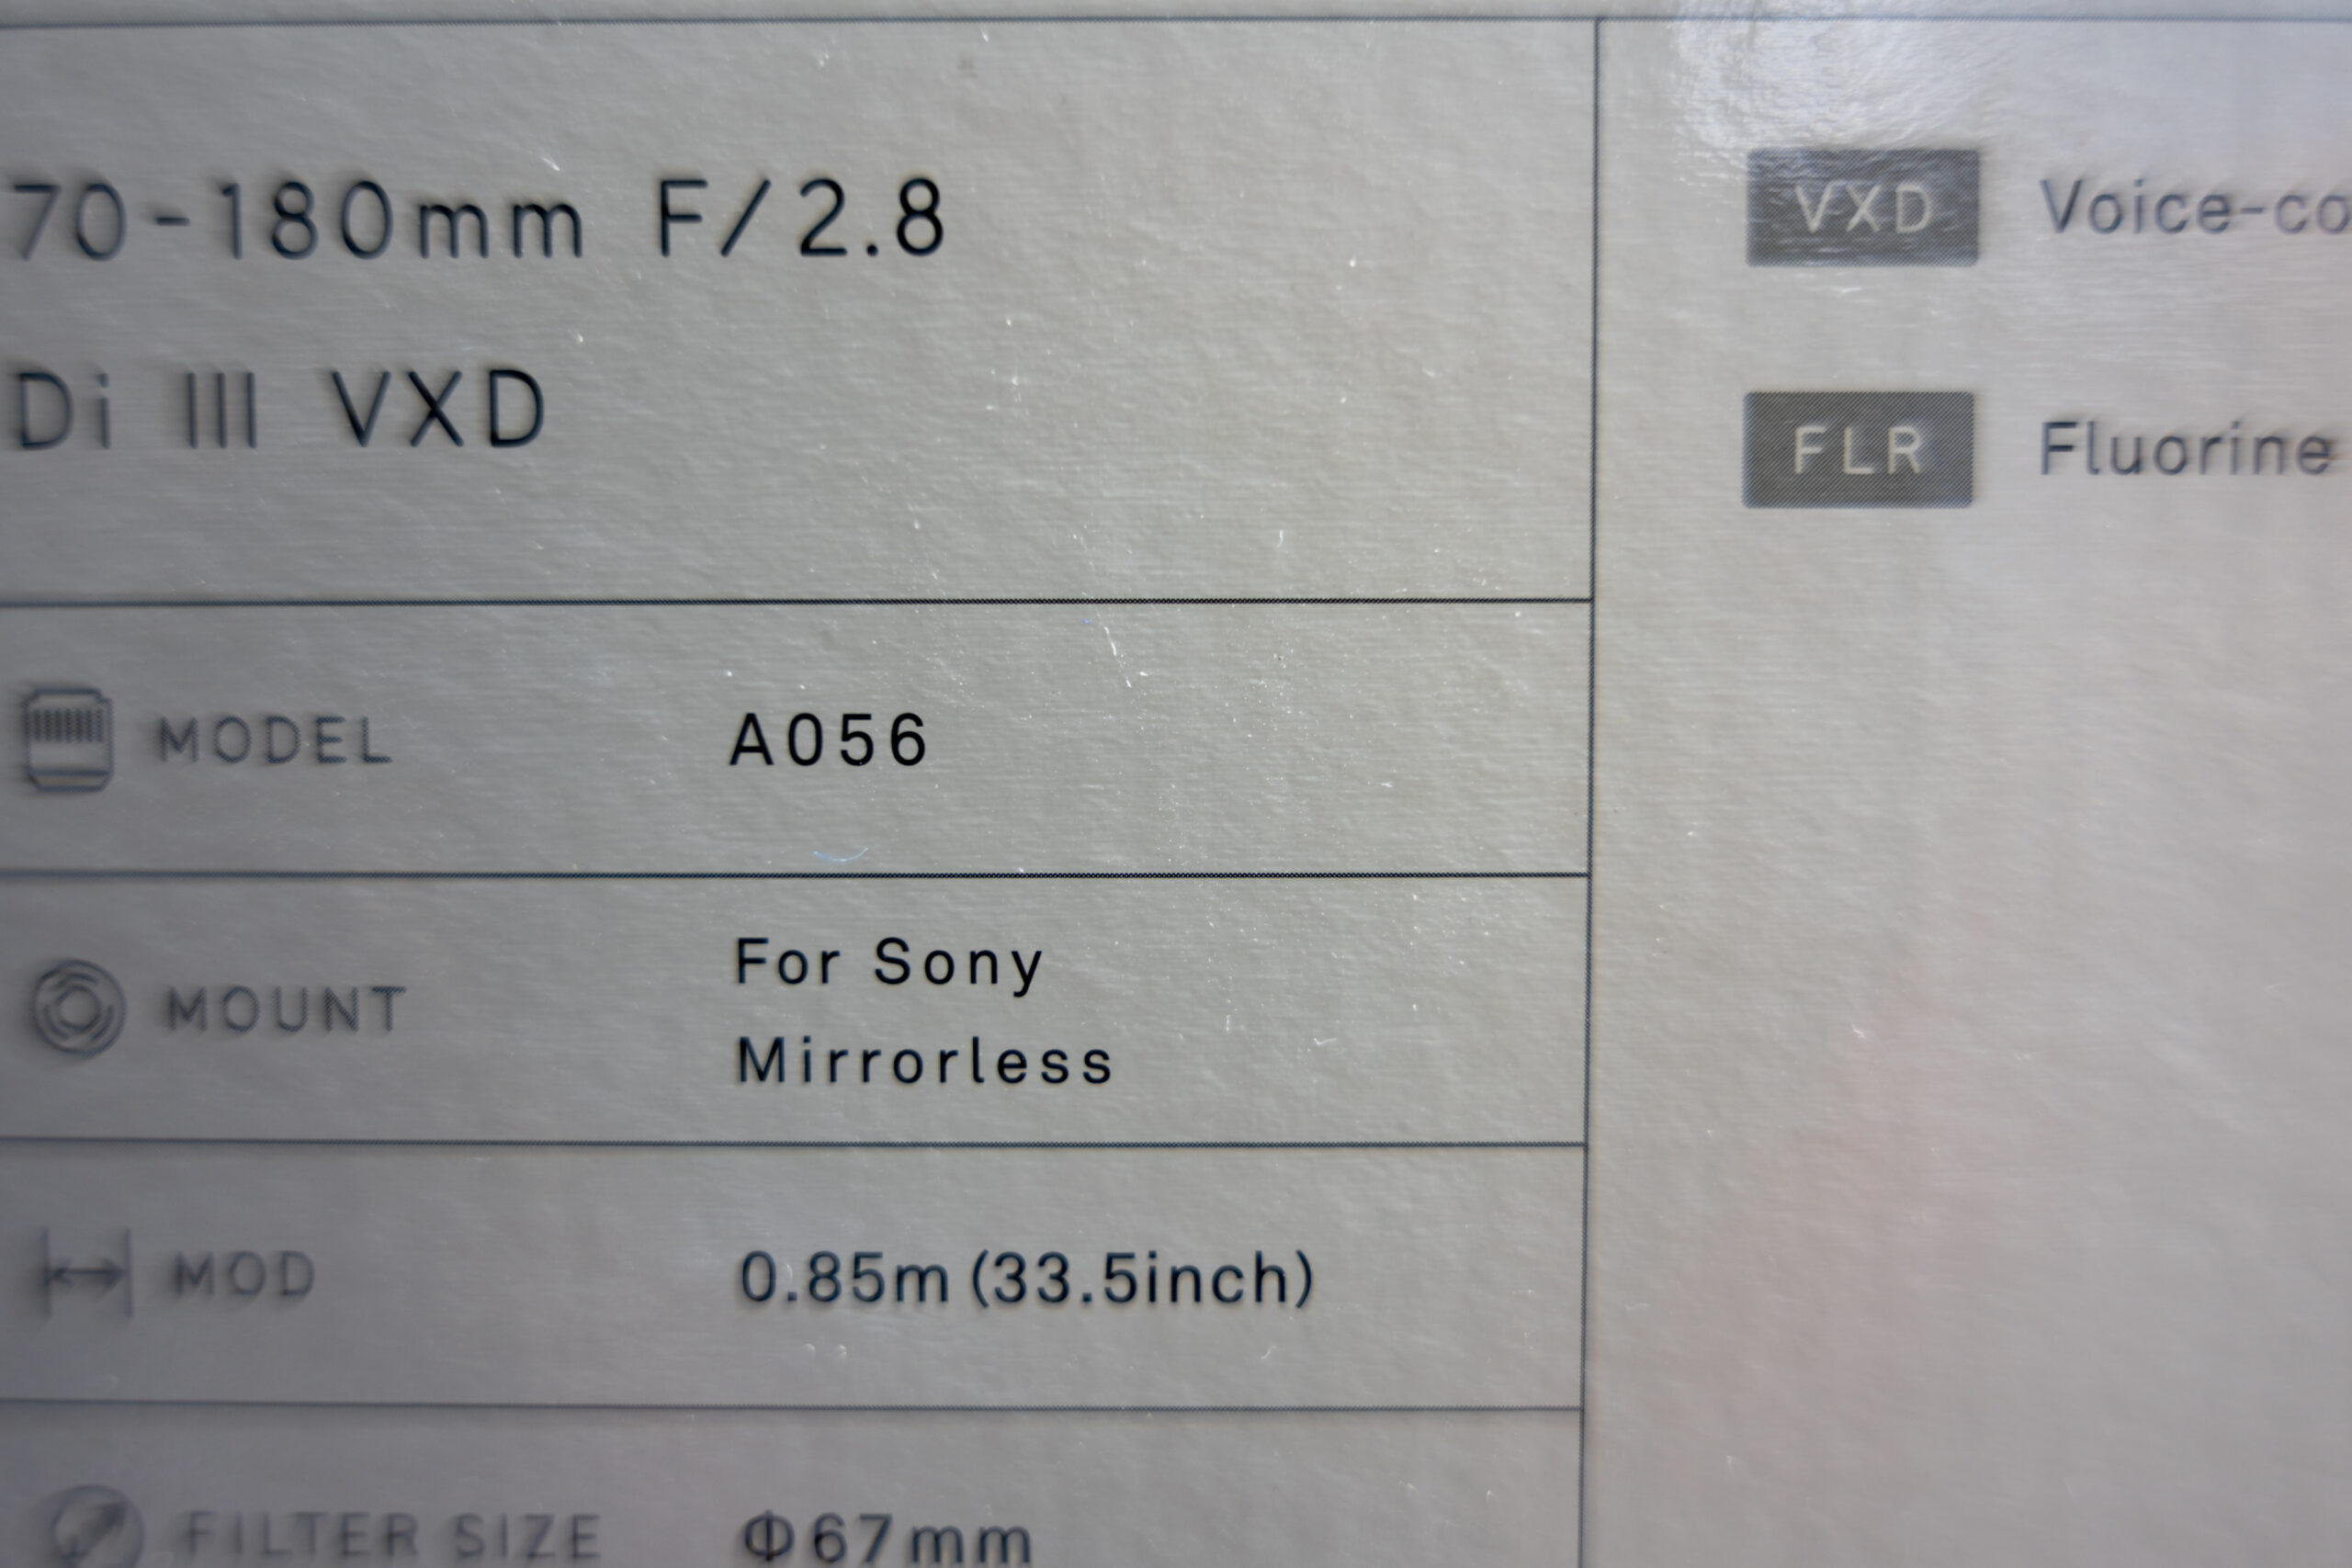 70-180mm F/2.8
Di III VXD
MODEL A056
MOUNT For Sony
Mirrorless
MOD 0.85m (33.5inch)
FILTER SIZE Φ67mm
VXD Voice-co
FLR Fluorine